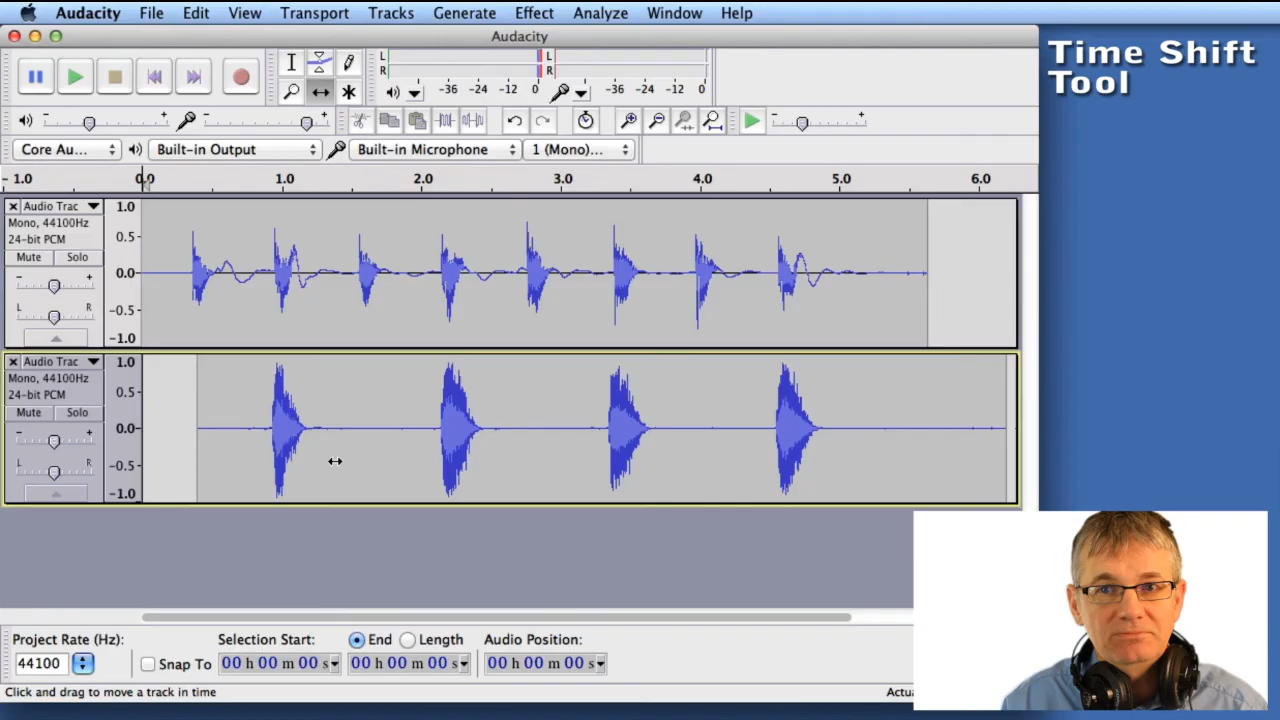 Audacity File Edit View Transport Tracks Generate Effect Analyze Window Help
Audacity
Time Shift
Tool
L
R
-36 -24 -12 0
L
R
-36 -24 -12 0
- + - + - +
Core Au... Built-in Output Built-in Microphone 1 (Mono)...
- 1.0 0.0 1.0 2.0 3.0 4.0 5.0 6.0
Audio Trac
Mono, 44100Hz
24-bit PCM
Mute Solo
- +
L R
1.0
0.5-
0.0-
-0.5-
-1.0
Audio Trac
Mono, 44100Hz
24-bit PCM
Mute Solo
- +
L R
1.0
0.5-
0.0-
-0.5-
-1.0
Project Rate (Hz): Selection Start: End Length Audio Position:
44100 Snap To 00 h 00 m 00 s 00 h 00 m 00 s 00 h 00 m 00 s
Click and drag to move a track in time Actua